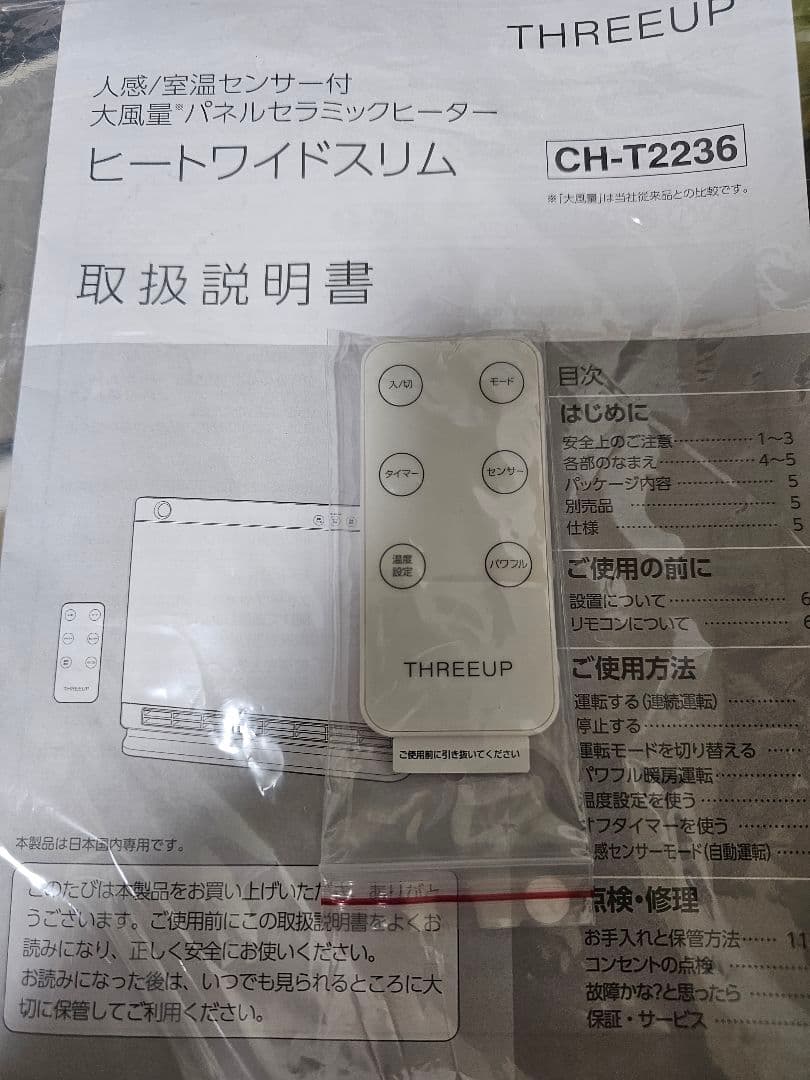 THREEUP
人感/室温センサー付
大風量※パネルセラミックヒーター
ヒートワイドスリム
CH-T2236
※「大風量」は当社従来品との比較です。
取扱説明書
入/切
モード
タイマー
センサー
温度
設定
パワフル
THREEUP
ご使用前に引き抜いてください
THREEUP
目次
はじめに
安全上のご注意……………1〜3
各部のなまえ………………4〜5
パッケージ内容……………5
別売品……………………5
仕様………………………5
ご使用の前に
設置について………………6
リモコンについて…………6
ご使用方法
運転する(連続運転)…………
停止する……………………
運転モードを切り替える……
パワフル暖房運転…………
温度設定を使う……………
オフタイマーを使う…………
感センサーモード(自動運転)……
点検・修理
お手入れと保管方法……11
コンセントの点検…………
故障かな?と思ったら………
保証・サービス……………
本製品は日本国内専用です。
このたびは本製品をお買い上げいただき、ありがと
うございます。ご使用前にこの取扱説明書をよくお
読みになり、正しく安全にお使いください。
お読みになった後は、いつでも見られるところに大
切に保管してご利用ください。